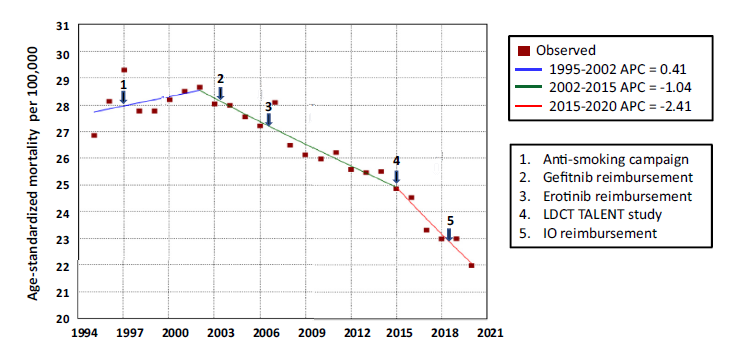 Age-standardized mortality per 100,000
31
30
29
28
27
26
25
24
23
22
21
20
1994 1997 2000 2003 2006 2009 2012 2015 2018 2021
1
2
3
4
5
Observed
1995-2002 APC = 0.41
2002-2015 APC = -1.04
2015-2020 APC = -2.41
1. Anti-smoking campaign
2. Gefitnib reimbursement
3. Erotinib reimbursement
4. LDCT TALENT study
5. IO reimbursement